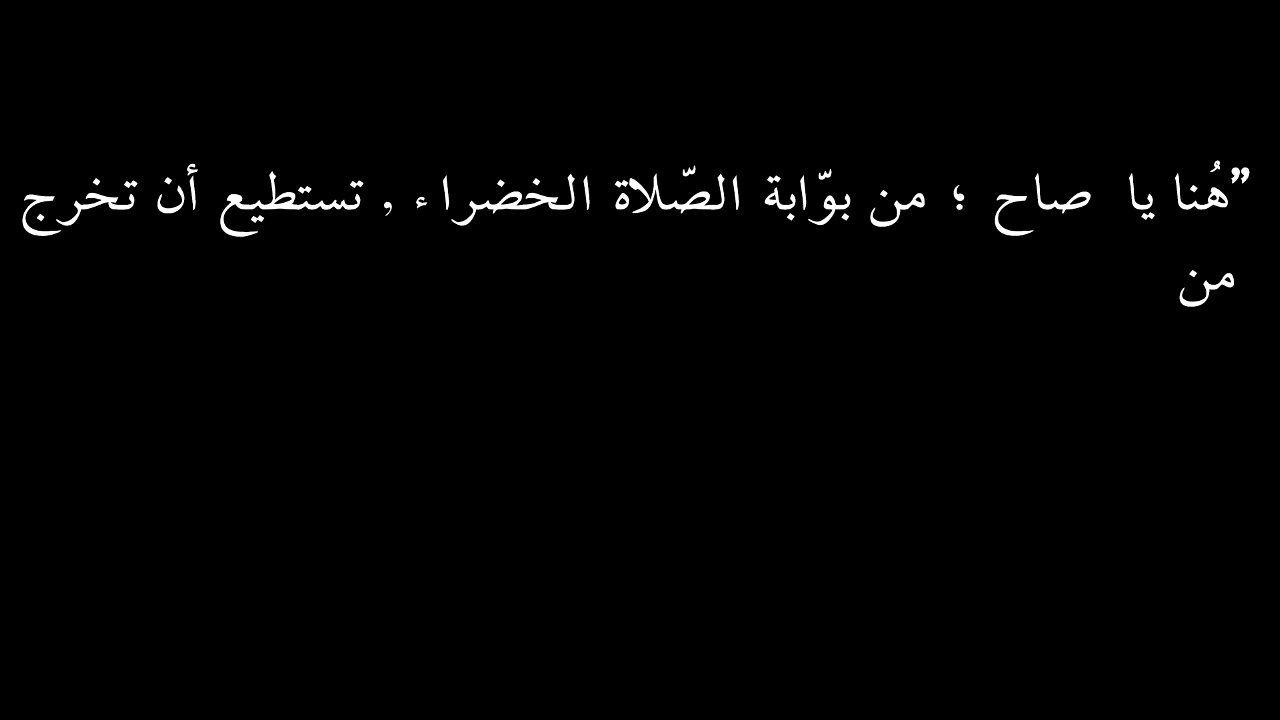 ”هُنا يا صاح ؛ من بوّابة الصّلاة الخضراء , تستطيع أن تخرج
من